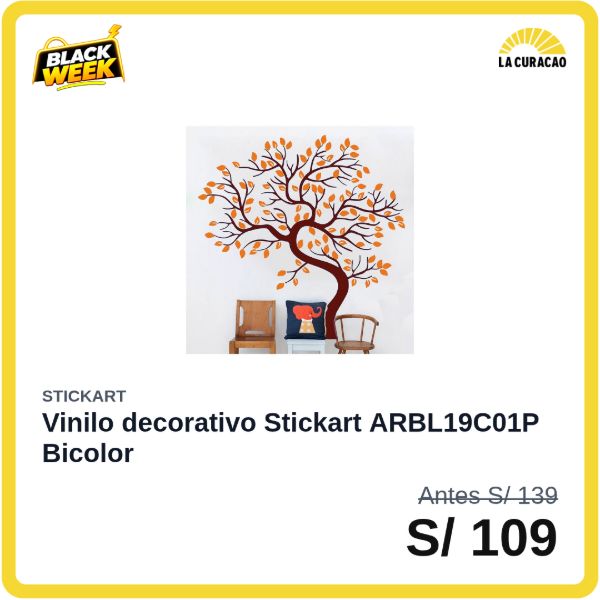 BLACK
WEEK
LA CURACAO
STICKART
Vinilo decorativo Stickart ARBL19C01P
Bicolor
Antes S/ 139
S/ 109